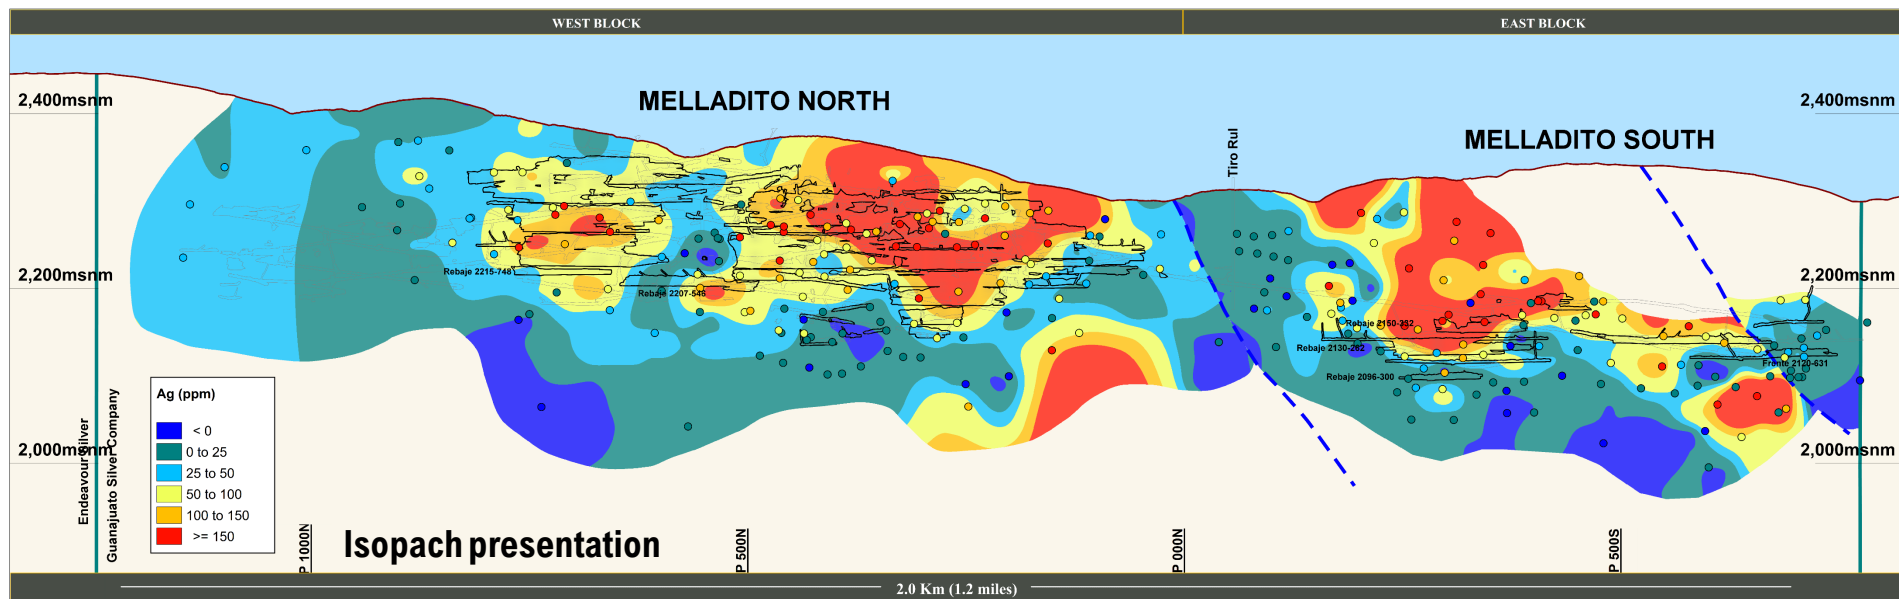 WEST BLOCK
EAST BLOCK
MELLADITO NORTH
MELLADITO SOUTH
2,400msnm
2,400msnm
Tiro Rul
2,200msnm
2,200msnm
Rebaje 2215-748
Rebaje 2207-546
Rebaje 2150-332
Rebaje 2130-262
Rebaje 2096-300
Frente 2120-631
2,000msnm
2,000msnm
Endeavour Silver
Guanajuato Silver Company
Ag (ppm)
< 0
0 to 25
25 to 50
50 to 100
100 to 150
>= 150
P 1000N
P 500N
P 000N
P 500S
Isopach presentation
2.0 Km (1.2 miles)